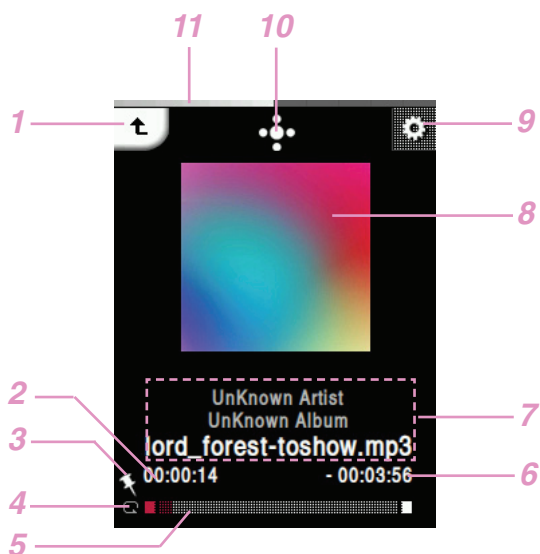 11 10
1 9
8
UnKnown Artist
2 UnKnown Album 7
3 lord_forest-toshow.mp3
00:00:14 - 00:03:56 6
4
5